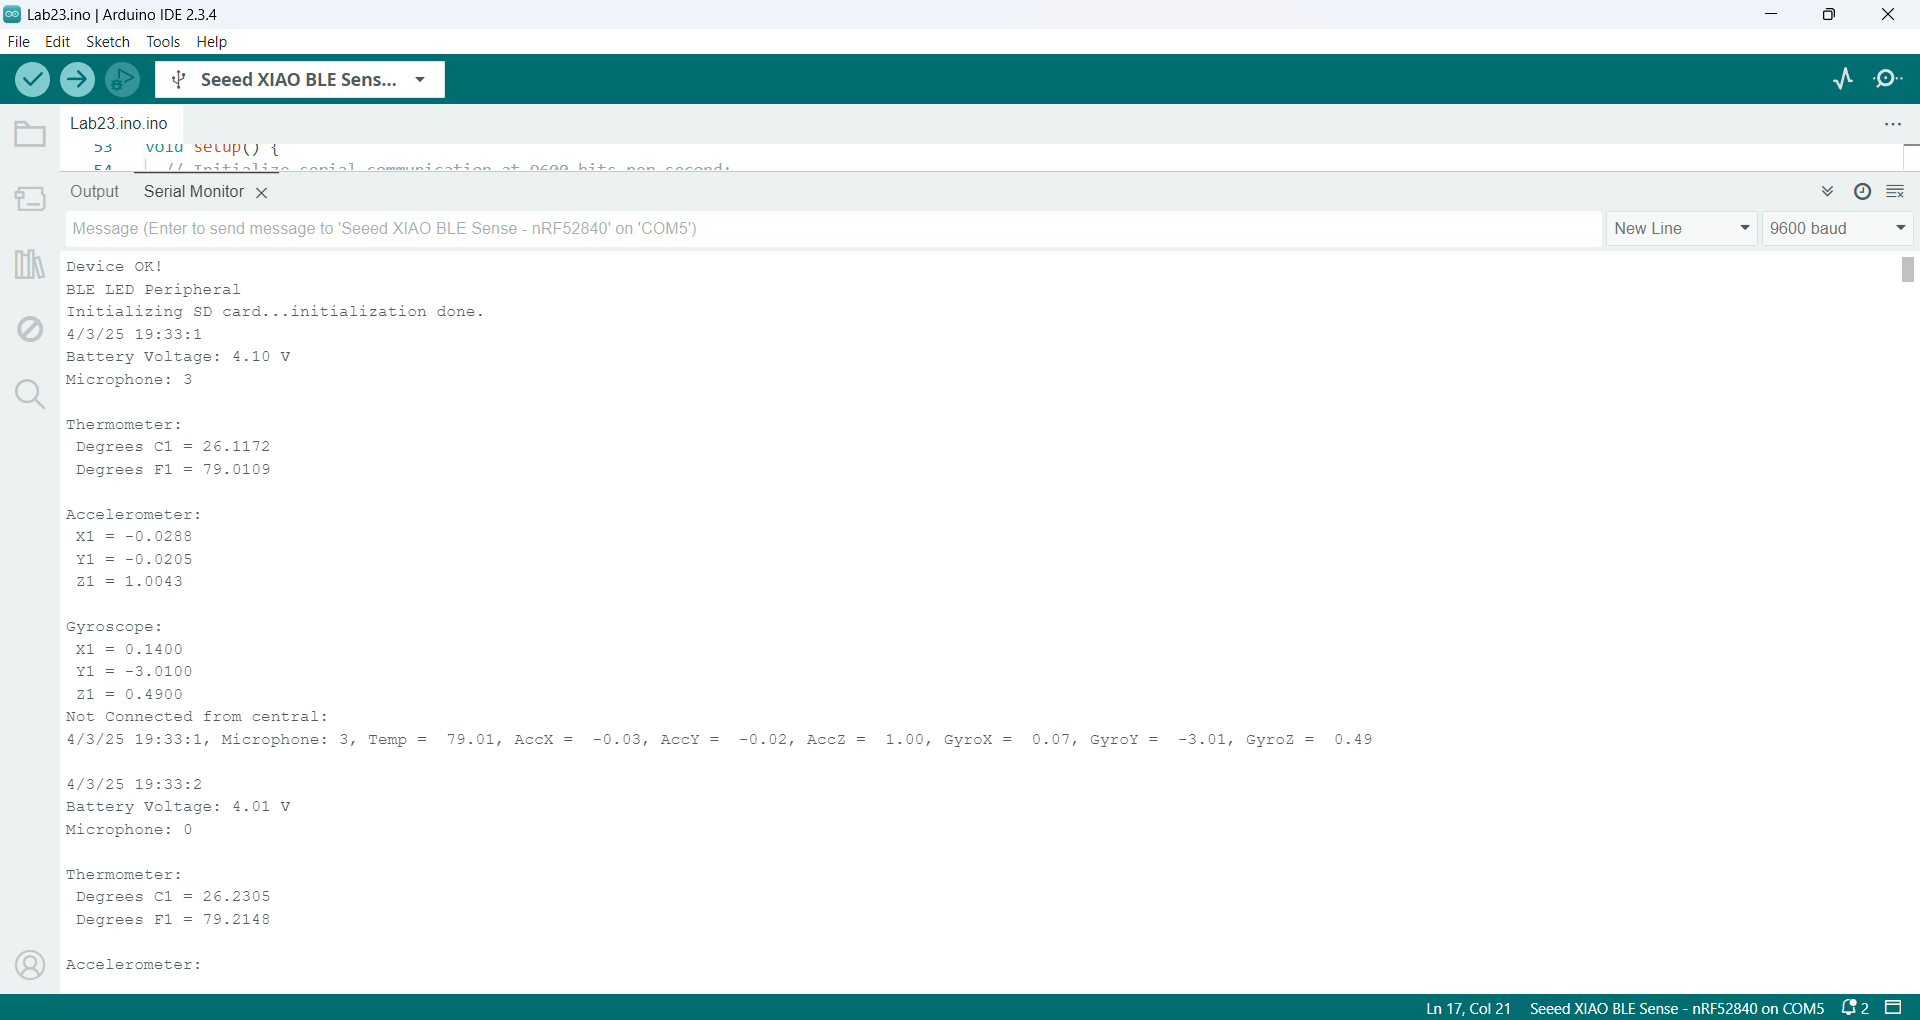 Lab23.ino | Arduino IDE 2.3.4
File Edit Sketch Tools Help
Seeed XIAO BLE Sens...
Lab23.ino.ino
53 void setup() {
54 // Initialize serial communication at 9600 bits per second:
Output Serial Monitor
Message (Enter to send message to 'Seeed XIAO BLE Sense - nRF52840' on 'COM5') New Line 9600 baud
Device OK!
BLE LED Peripheral
Initializing SD card...initialization done.
4/3/25 19:33:1
Battery Voltage: 4.10 V
Microphone: 3
Thermometer:
Degrees C1 = 26.1172
Degrees F1 = 79.0109
Accelerometer:
X1 = -0.0288
Y1 = -0.0205
Z1 = 1.0043
Gyroscope:
X1 = 0.1400
Y1 = -3.0100
Z1 = 0.4900
Not Connected from central:
4/3/25 19:33:1, Microphone: 3, Temp = 79.01, AccX = -0.03, AccY = -0.02, AccZ = 1.00, GyroX = 0.07, GyroY = -3.01, GyroZ = 0.49
4/3/25 19:33:2
Battery Voltage: 4.01 V
Microphone: 0
Thermometer:
Degrees C1 = 26.2305
Degrees F1 = 79.2148
Accelerometer:
Ln 17, Col 21 Seeed XIAO BLE Sense - nRF52840 on COM5 2